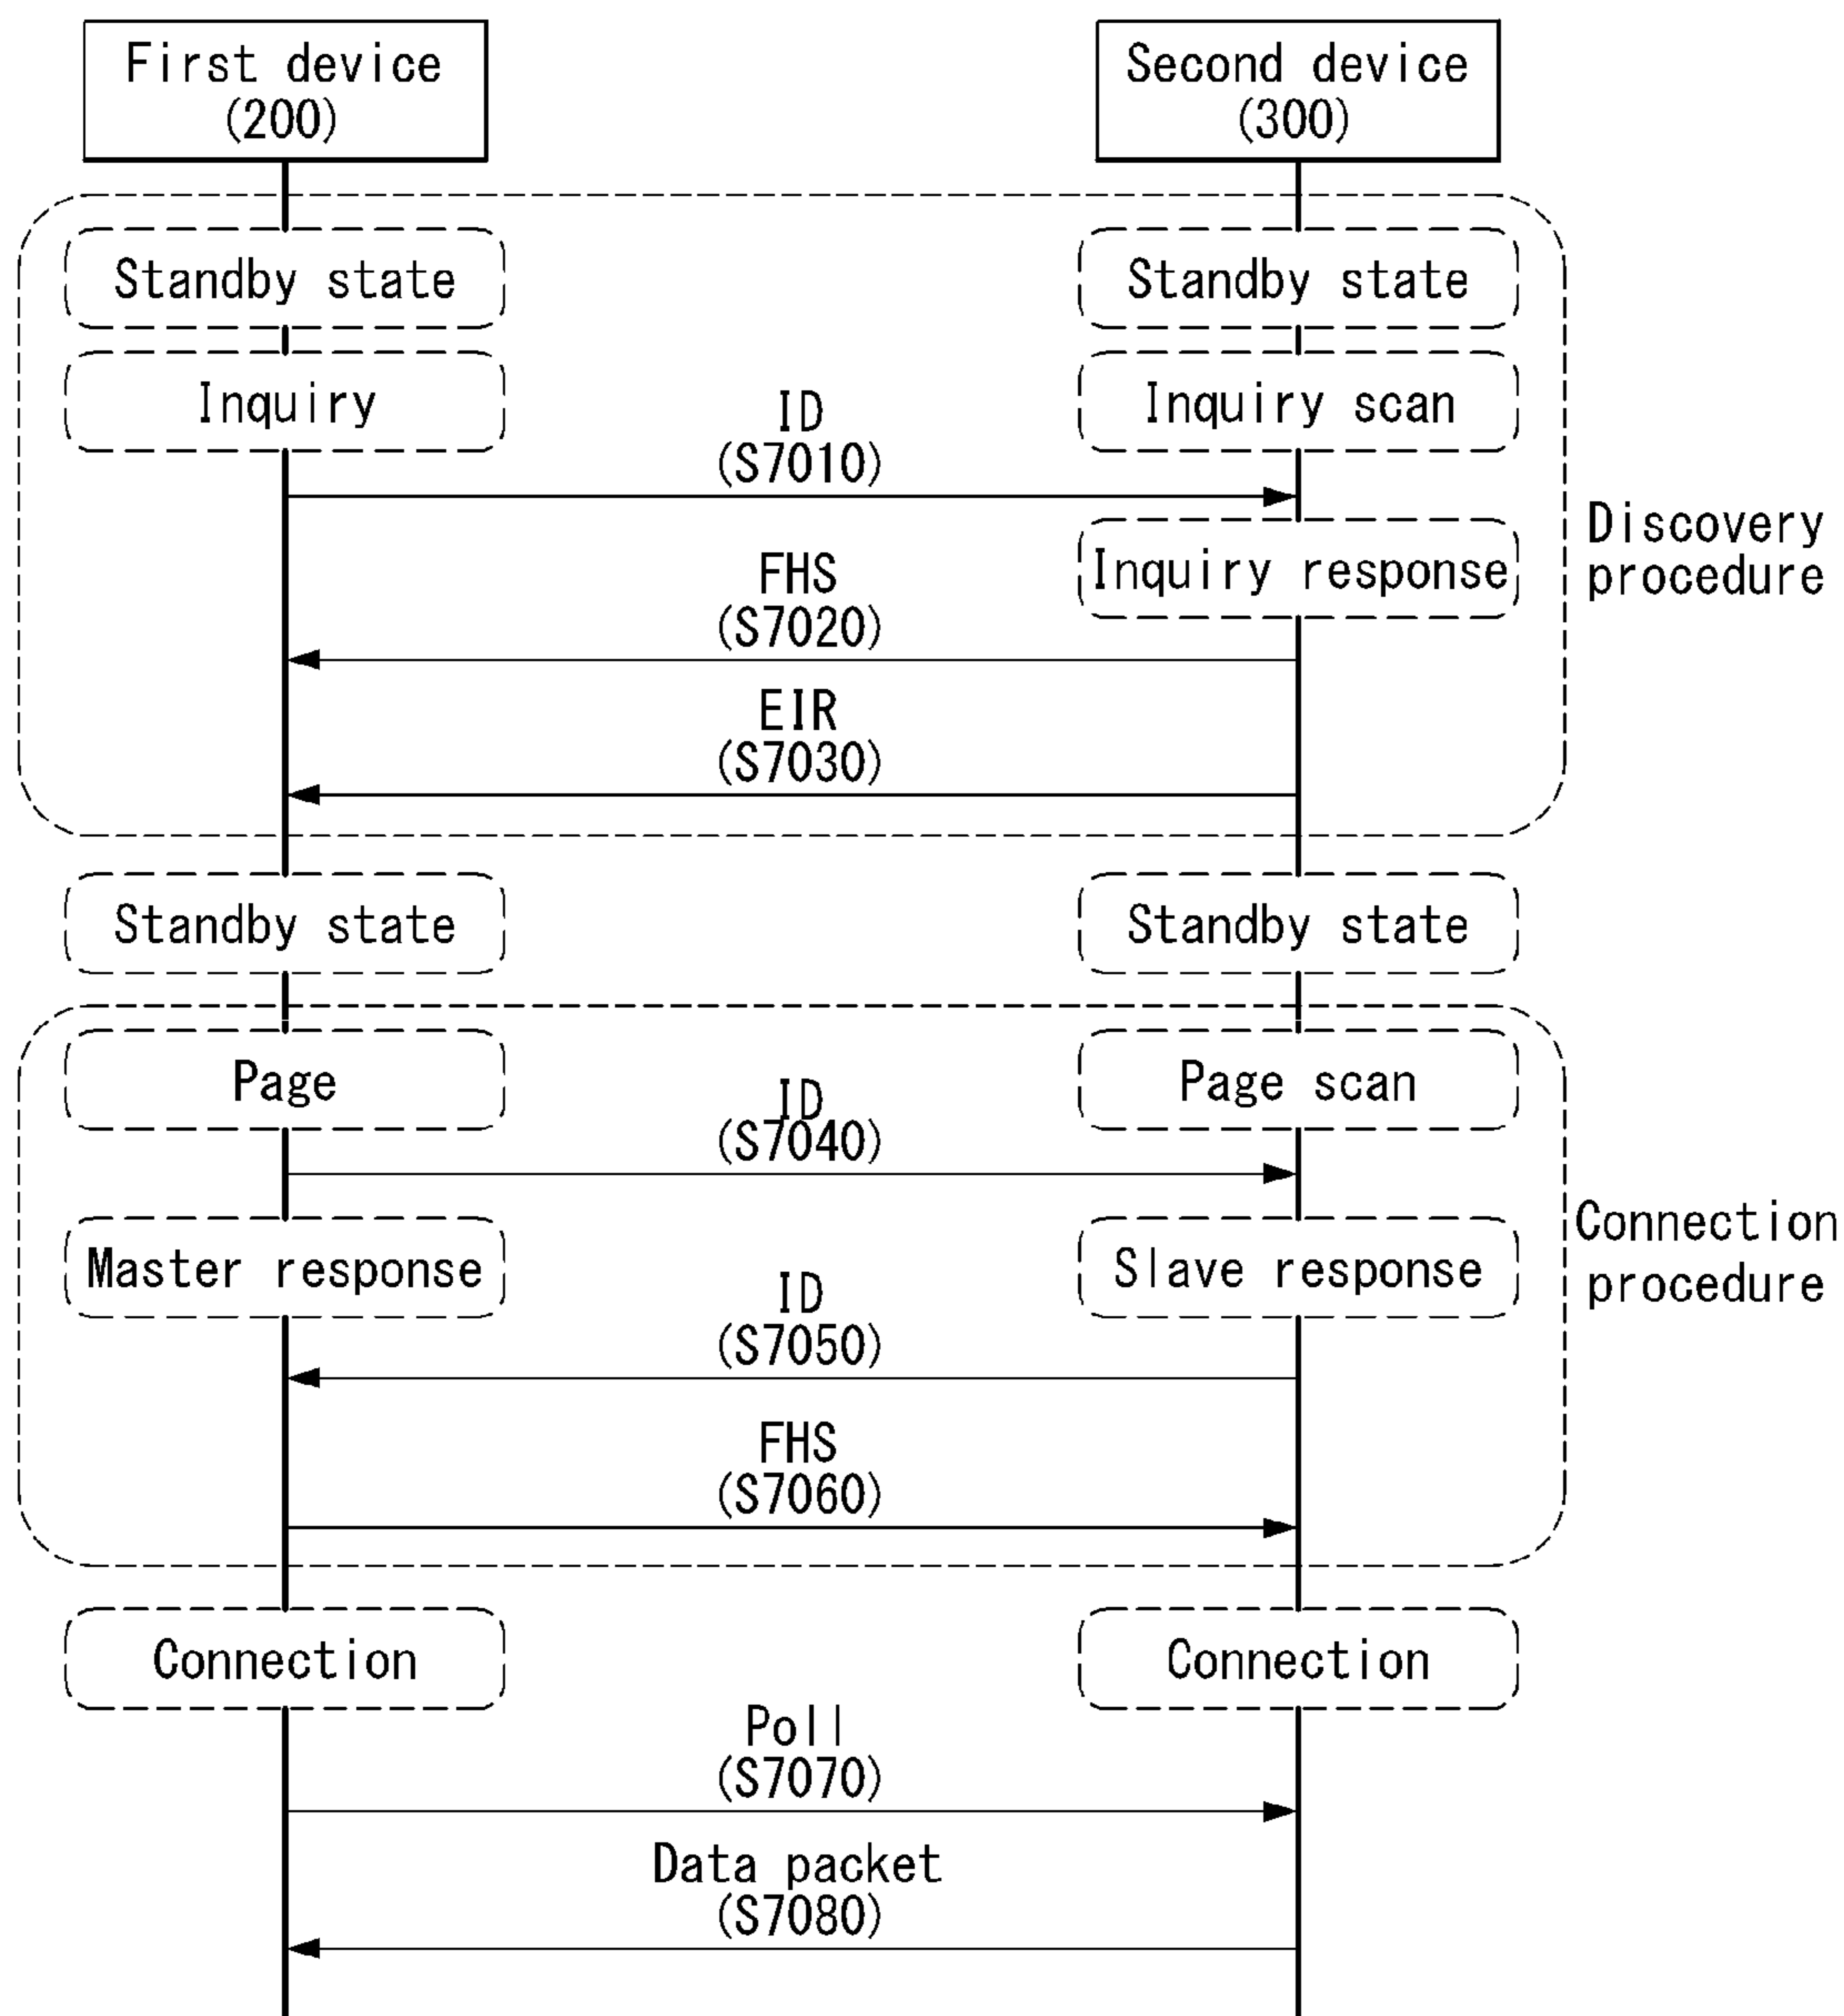 First device
(200)
Second device
(300)
Standby state
Standby state
Inquiry
Inquiry scan
ID
(S7010)
Inquiry response
Discovery
procedure
FHS
(S7020)
EIR
(S7030)
Standby state
Standby state
Page
Page scan
ID
(S7040)
Master response
Slave response
Connection
procedure
ID
(S7050)
FHS
(S7060)
Connection
Connection
Poll
(S7070)
Data packet
(S7080)